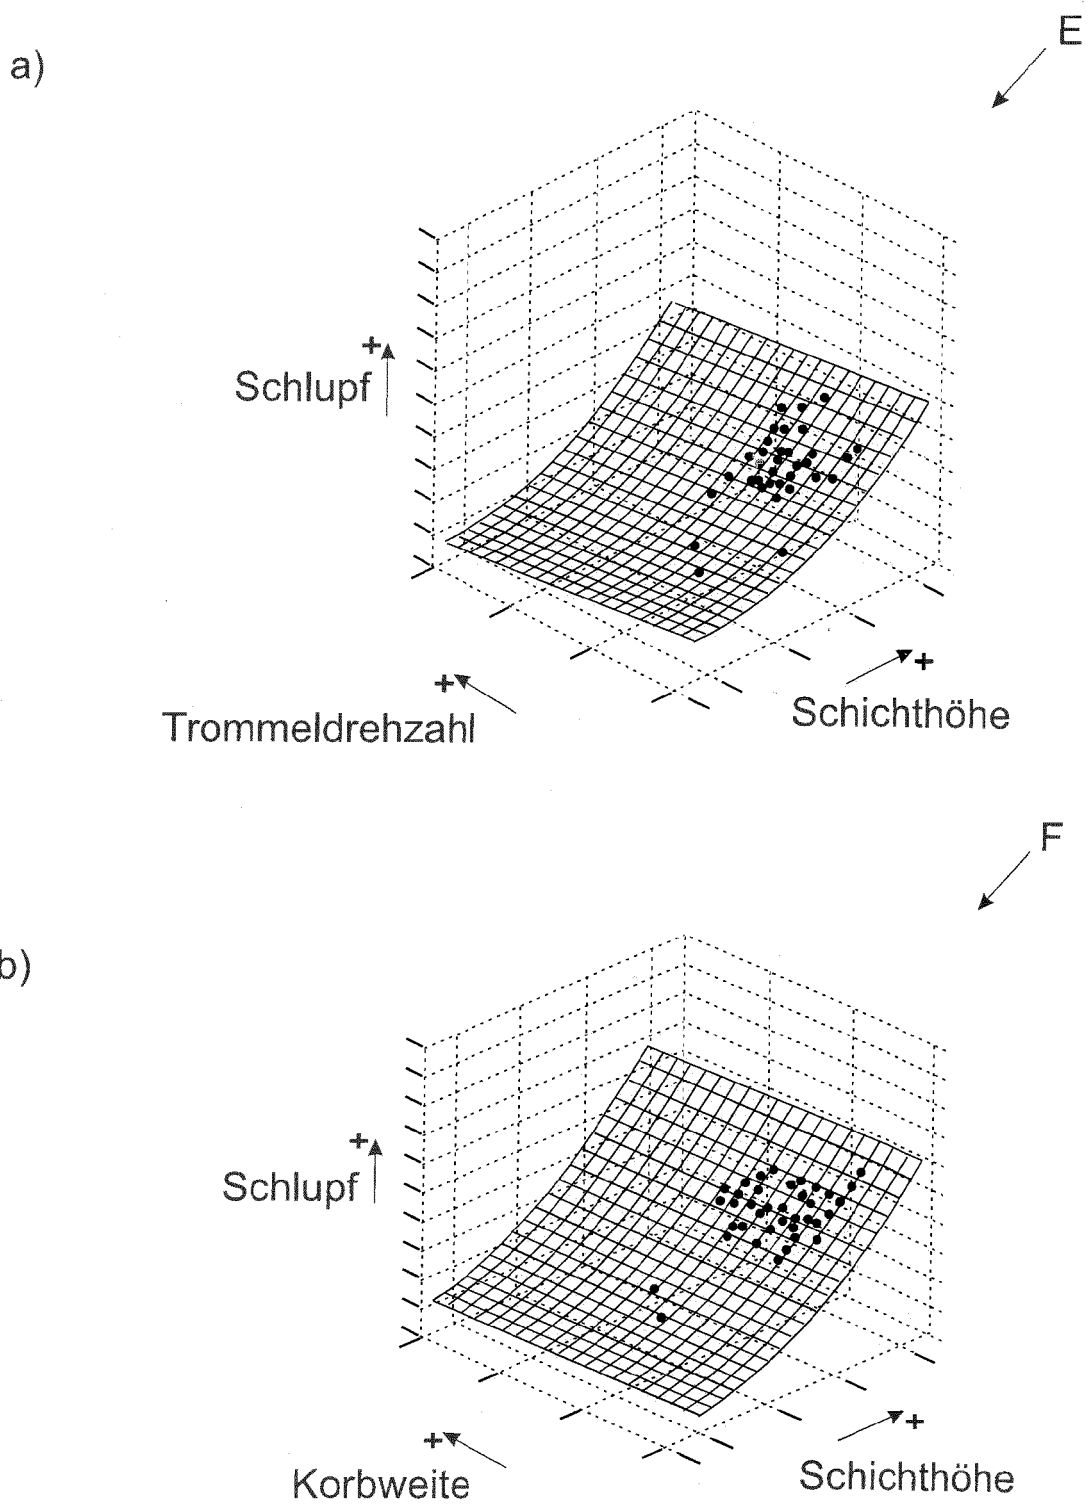 E
a)
+
Schlupf
+
+
Trommeldrehzahl
Schichthöhe
F
b)
+
Schlupf
+
+
Korbweite
Schichthöhe